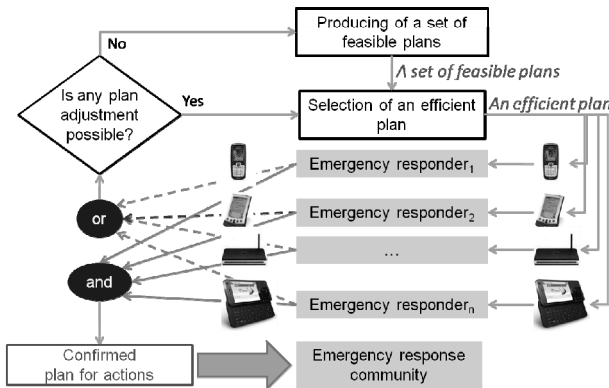 No
Producing of a set of
feasible plans
A set of feasible plans
Is any plan
adjustment
possible?
Yes
Selection of an efficient
plan
An efficient plan
Emergency responder1
or
Emergency responder2
...
and
Emergency respondern
Confirmed
plan for actions
Emergency response
community